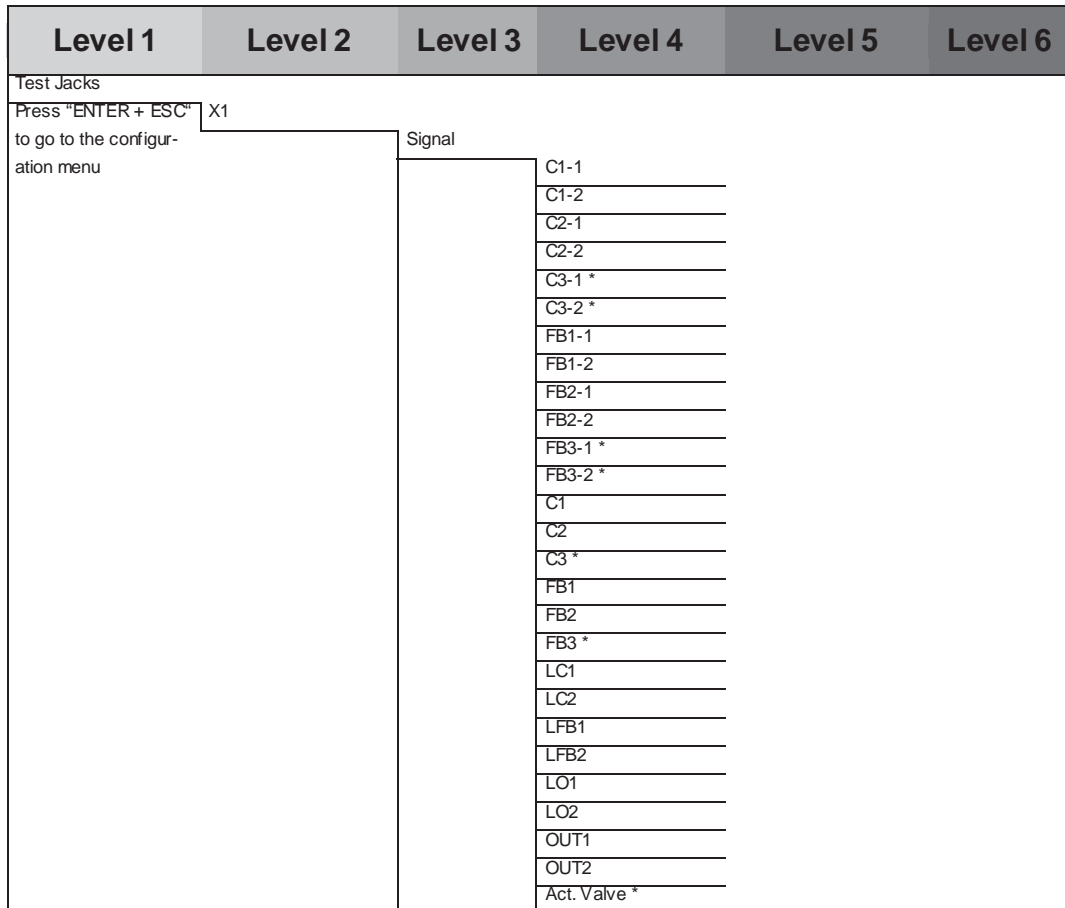 Level 1 Level 2 Level 3 Level 4 Level 5 Level 6
Test Jacks
Press "ENTER + ESC" X1
to go to the configur- Signal
ation menu C1-1
C1-2
C2-1
C2-2
C3-1 *
C3-2 *
FB1-1
FB1-2
FB2-1
FB2-2
FB3-1 *
FB3-2 *
C1
C2
C3 *
FB1
FB2
FB3 *
LC1
LC2
LFB1
LFB2
LO1
LO2
OUT1
OUT2
Act. Valve *